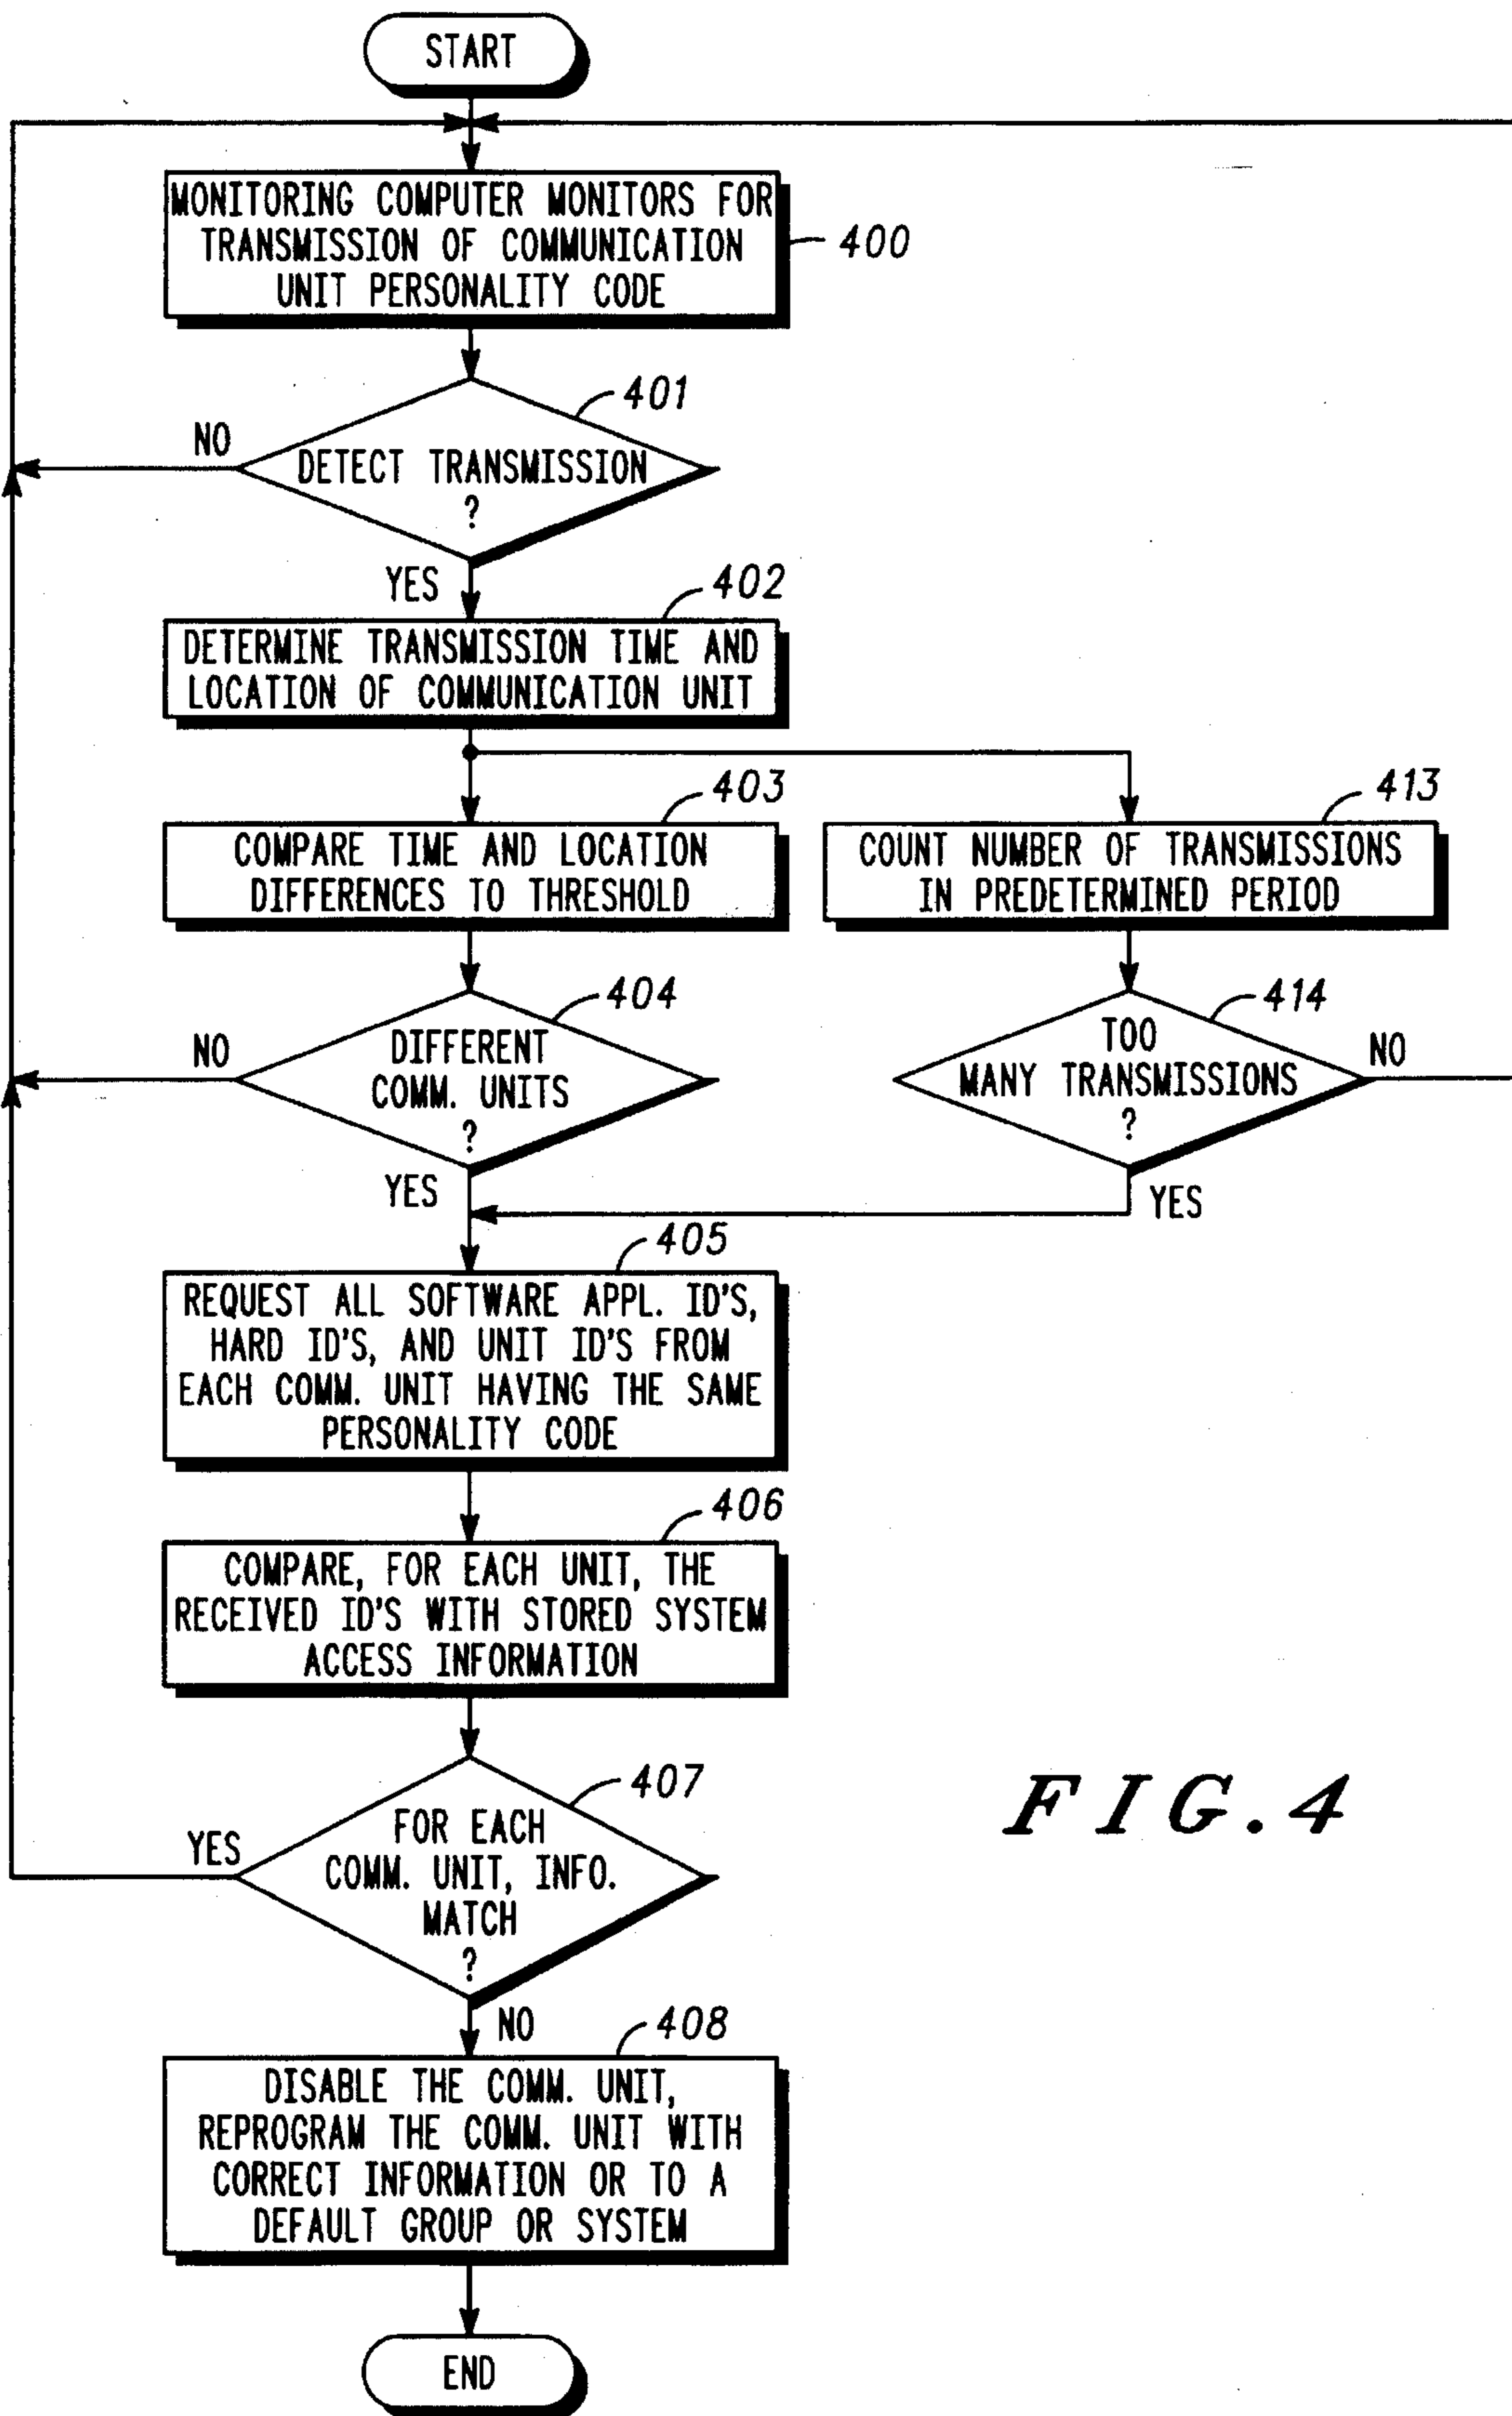 START
MONITORING COMPUTER MONITORS FOR
TRANSMISSION OF COMMUNICATION
UNIT PERSONALITY CODE
400
401
NO
DETECT TRANSMISSION
?
YES
402
DETERMINE TRANSMISSION TIME AND
LOCATION OF COMMUNICATION UNIT
403
COMPARE TIME AND LOCATION
DIFFERENCES TO THRESHOLD
413
COUNT NUMBER OF TRANSMISSIONS
IN PREDETERMINED PERIOD
404
NO
DIFFERENT
COMM. UNITS
?
YES
414
TOO
MANY TRANSMISSIONS
?
NO
YES
405
REQUEST ALL SOFTWARE APPL. ID'S,
HARD ID'S, AND UNIT ID'S FROM
EACH COMM. UNIT HAVING THE SAME
PERSONALITY CODE
406
COMPARE, FOR EACH UNIT, THE
RECEIVED ID'S WITH STORED SYSTEM
ACCESS INFORMATION
407
YES
FOR EACH
COMM. UNIT, INFO.
MATCH
?
NO
FIG.4
408
DISABLE THE COMM. UNIT,
REPROGRAM THE COMM. UNIT WITH
CORRECT INFORMATION OR TO A
DEFAULT GROUP OR SYSTEM
END